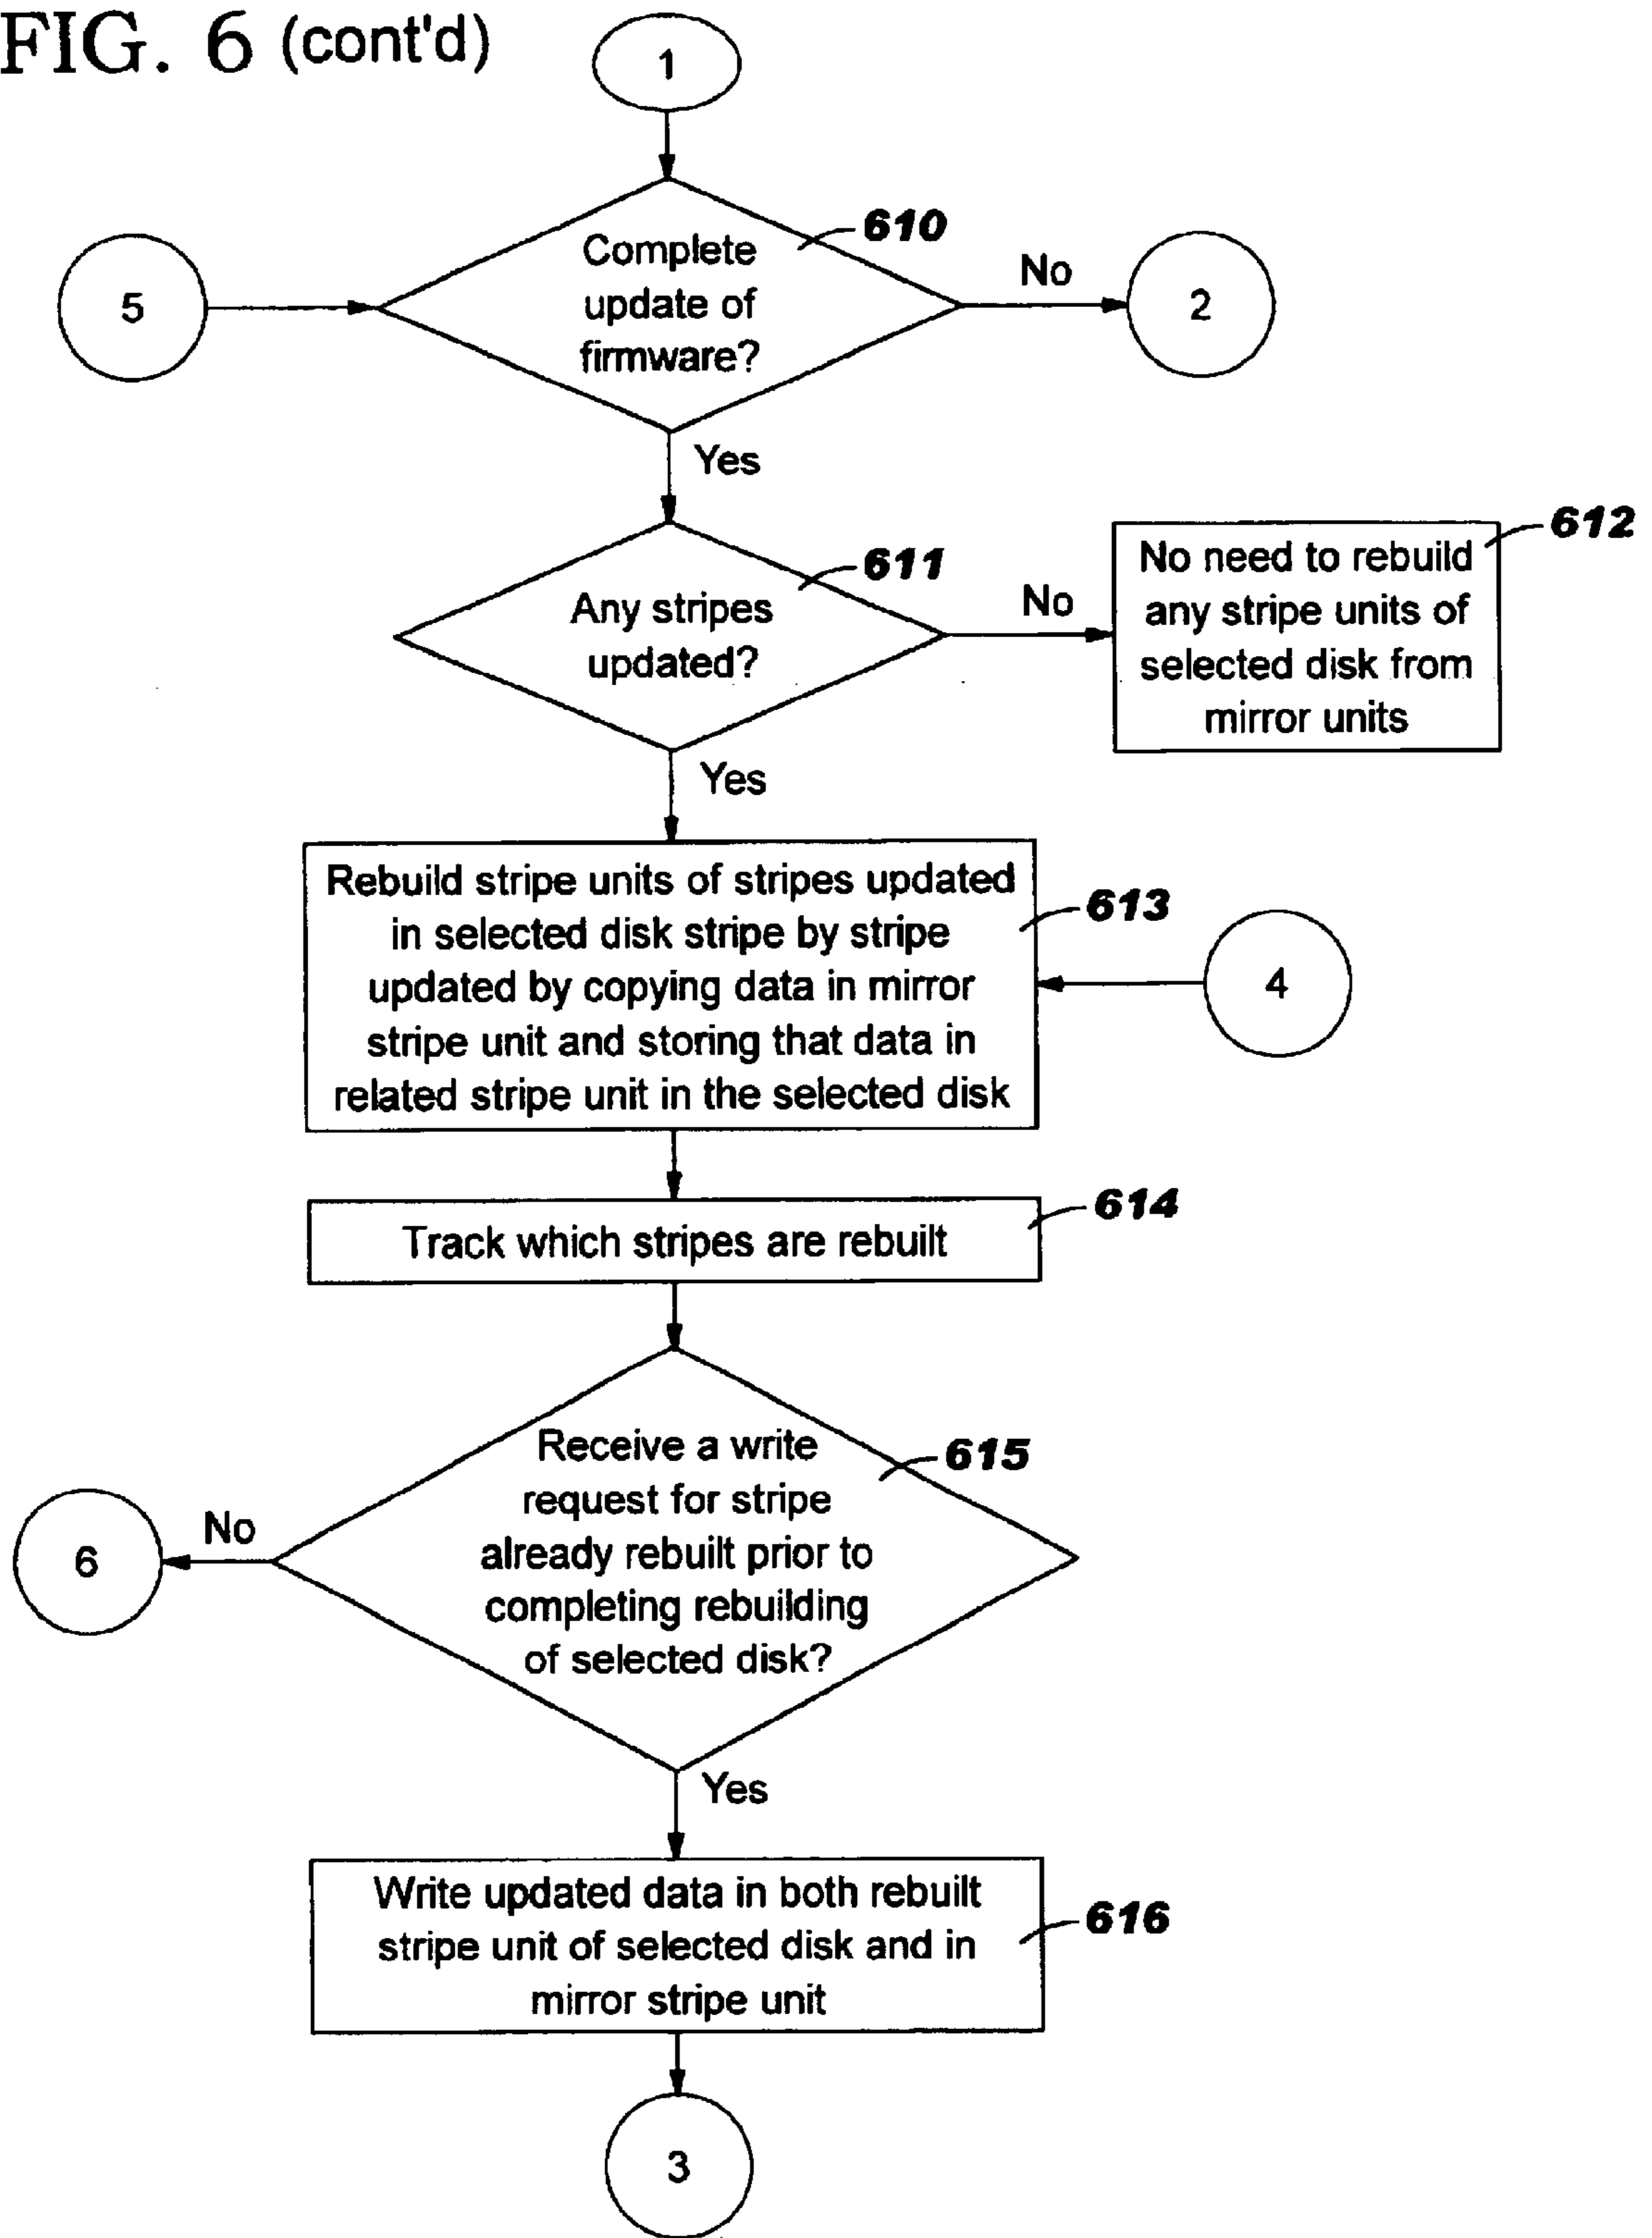 FIG. 6 (cont'd)
1
610
Complete
update of
firmware?
5
No
2
Yes
611
Any stripes
updated?
No
612
No need to rebuild
any stripe units of
selected disk from
mirror units
Yes
Rebuild stripe units of stripes updated
in selected disk stripe by stripe
updated by copying data in mirror
stripe unit and storing that data in
related stripe unit in the selected disk
613
4
Track which stripes are rebuilt
614
Receive a write
request for stripe
already rebuilt prior to
completing rebuilding
of selected disk?
615
No
6
Yes
Write updated data in both rebuilt
stripe unit of selected disk and in
mirror stripe unit
616
3